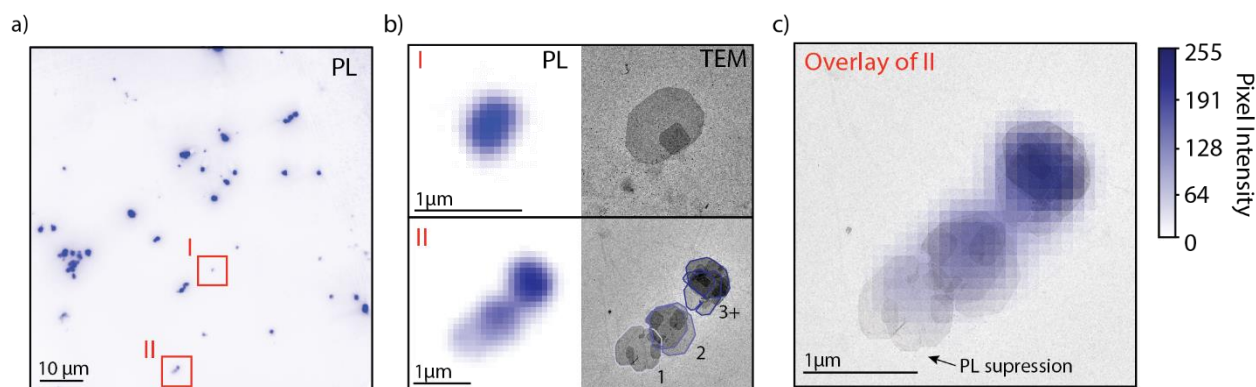 a)
PL
I
II
10 µm
b)
I
PL
TEM
1µm
II
1µm
3+
2
1
c)
Overlay of II
1µm
PL supression
255
191
128
64
0
Pixel Intensity